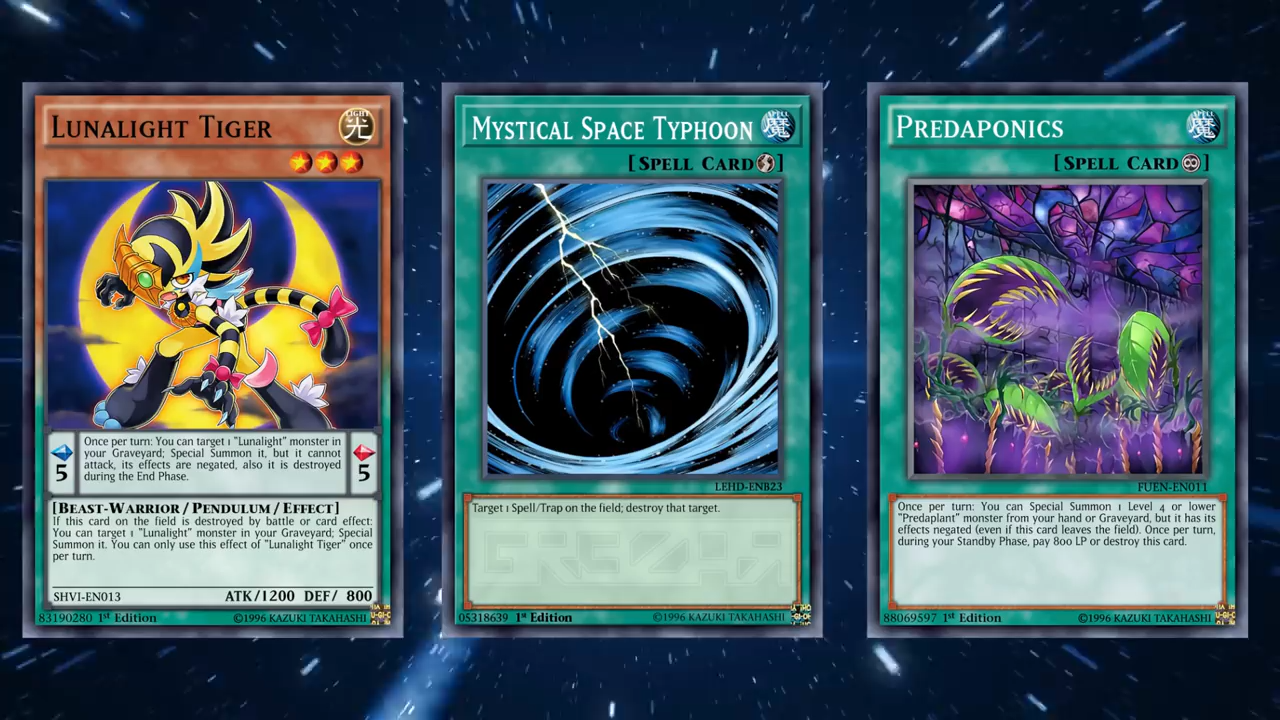 LUNALIGHT TIGER
LIGHT
光
5
5
Once per turn: You can target 1 "Lunalight" monster in
your Graveyard; Special Summon it, but it cannot
attack, its effects are negated, also it is destroyed
during the End Phase.
[BEAST-WARRIOR / PENDULUM / EFFECT]
If this card on the field is destroyed by battle or card effect:
You can target 1 "Lunalight" monster in your Graveyard; Special
Summon it. You can only use this effect of "Lunalight Tiger" once
per turn.
SHVI-EN013
ATK/1200 DEF/ 800
83190280 1st Edition
©1996 KAZUKI TAKAHASHI
MYSTICAL SPACE TYPHOON
SPELL
魔
[SPELL CARD]
LEHD-ENB23
Target 1 Spell/Trap on the field; destroy that target.
05318639 1st Edition
©1996 KAZUKI TAKAHASHI
PREDAPONICS
SPELL
魔
[SPELL CARD]
FUEN-EN011
Once per turn: You can Special Summon 1 Level 4 or lower
"Predaplant" monster from your hand or Graveyard, but it has its
effects negated (even if this card leaves the field). Once per turn,
during your Standby Phase, pay 800 LP or destroy this card.
88069597 1st Edition
©1996 KAZUKI TAKAHASHI